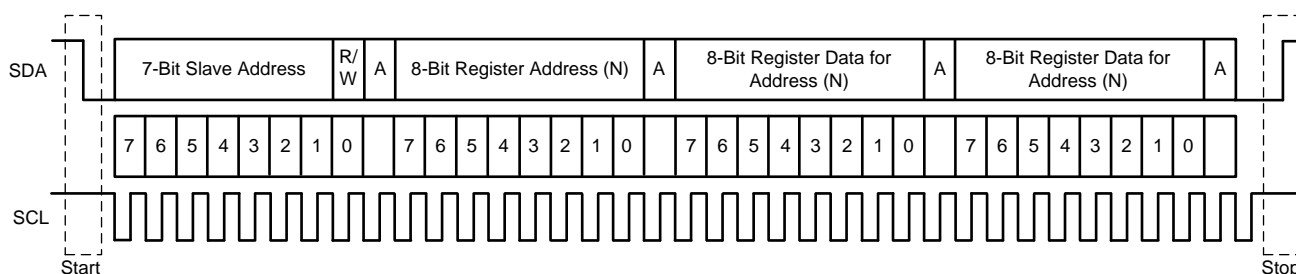 SDA
7-Bit Slave Address
R/
W
A
8-Bit Register Address (N)
A
8-Bit Register Data for
Address (N)
A
8-Bit Register Data for
Address (N)
A
7 6 5 4 3 2 1 0 7 6 5 4 3 2 1 0 7 6 5 4 3 2 1 0 7 6 5 4 3 2 1 0
SCL
Start
Stop